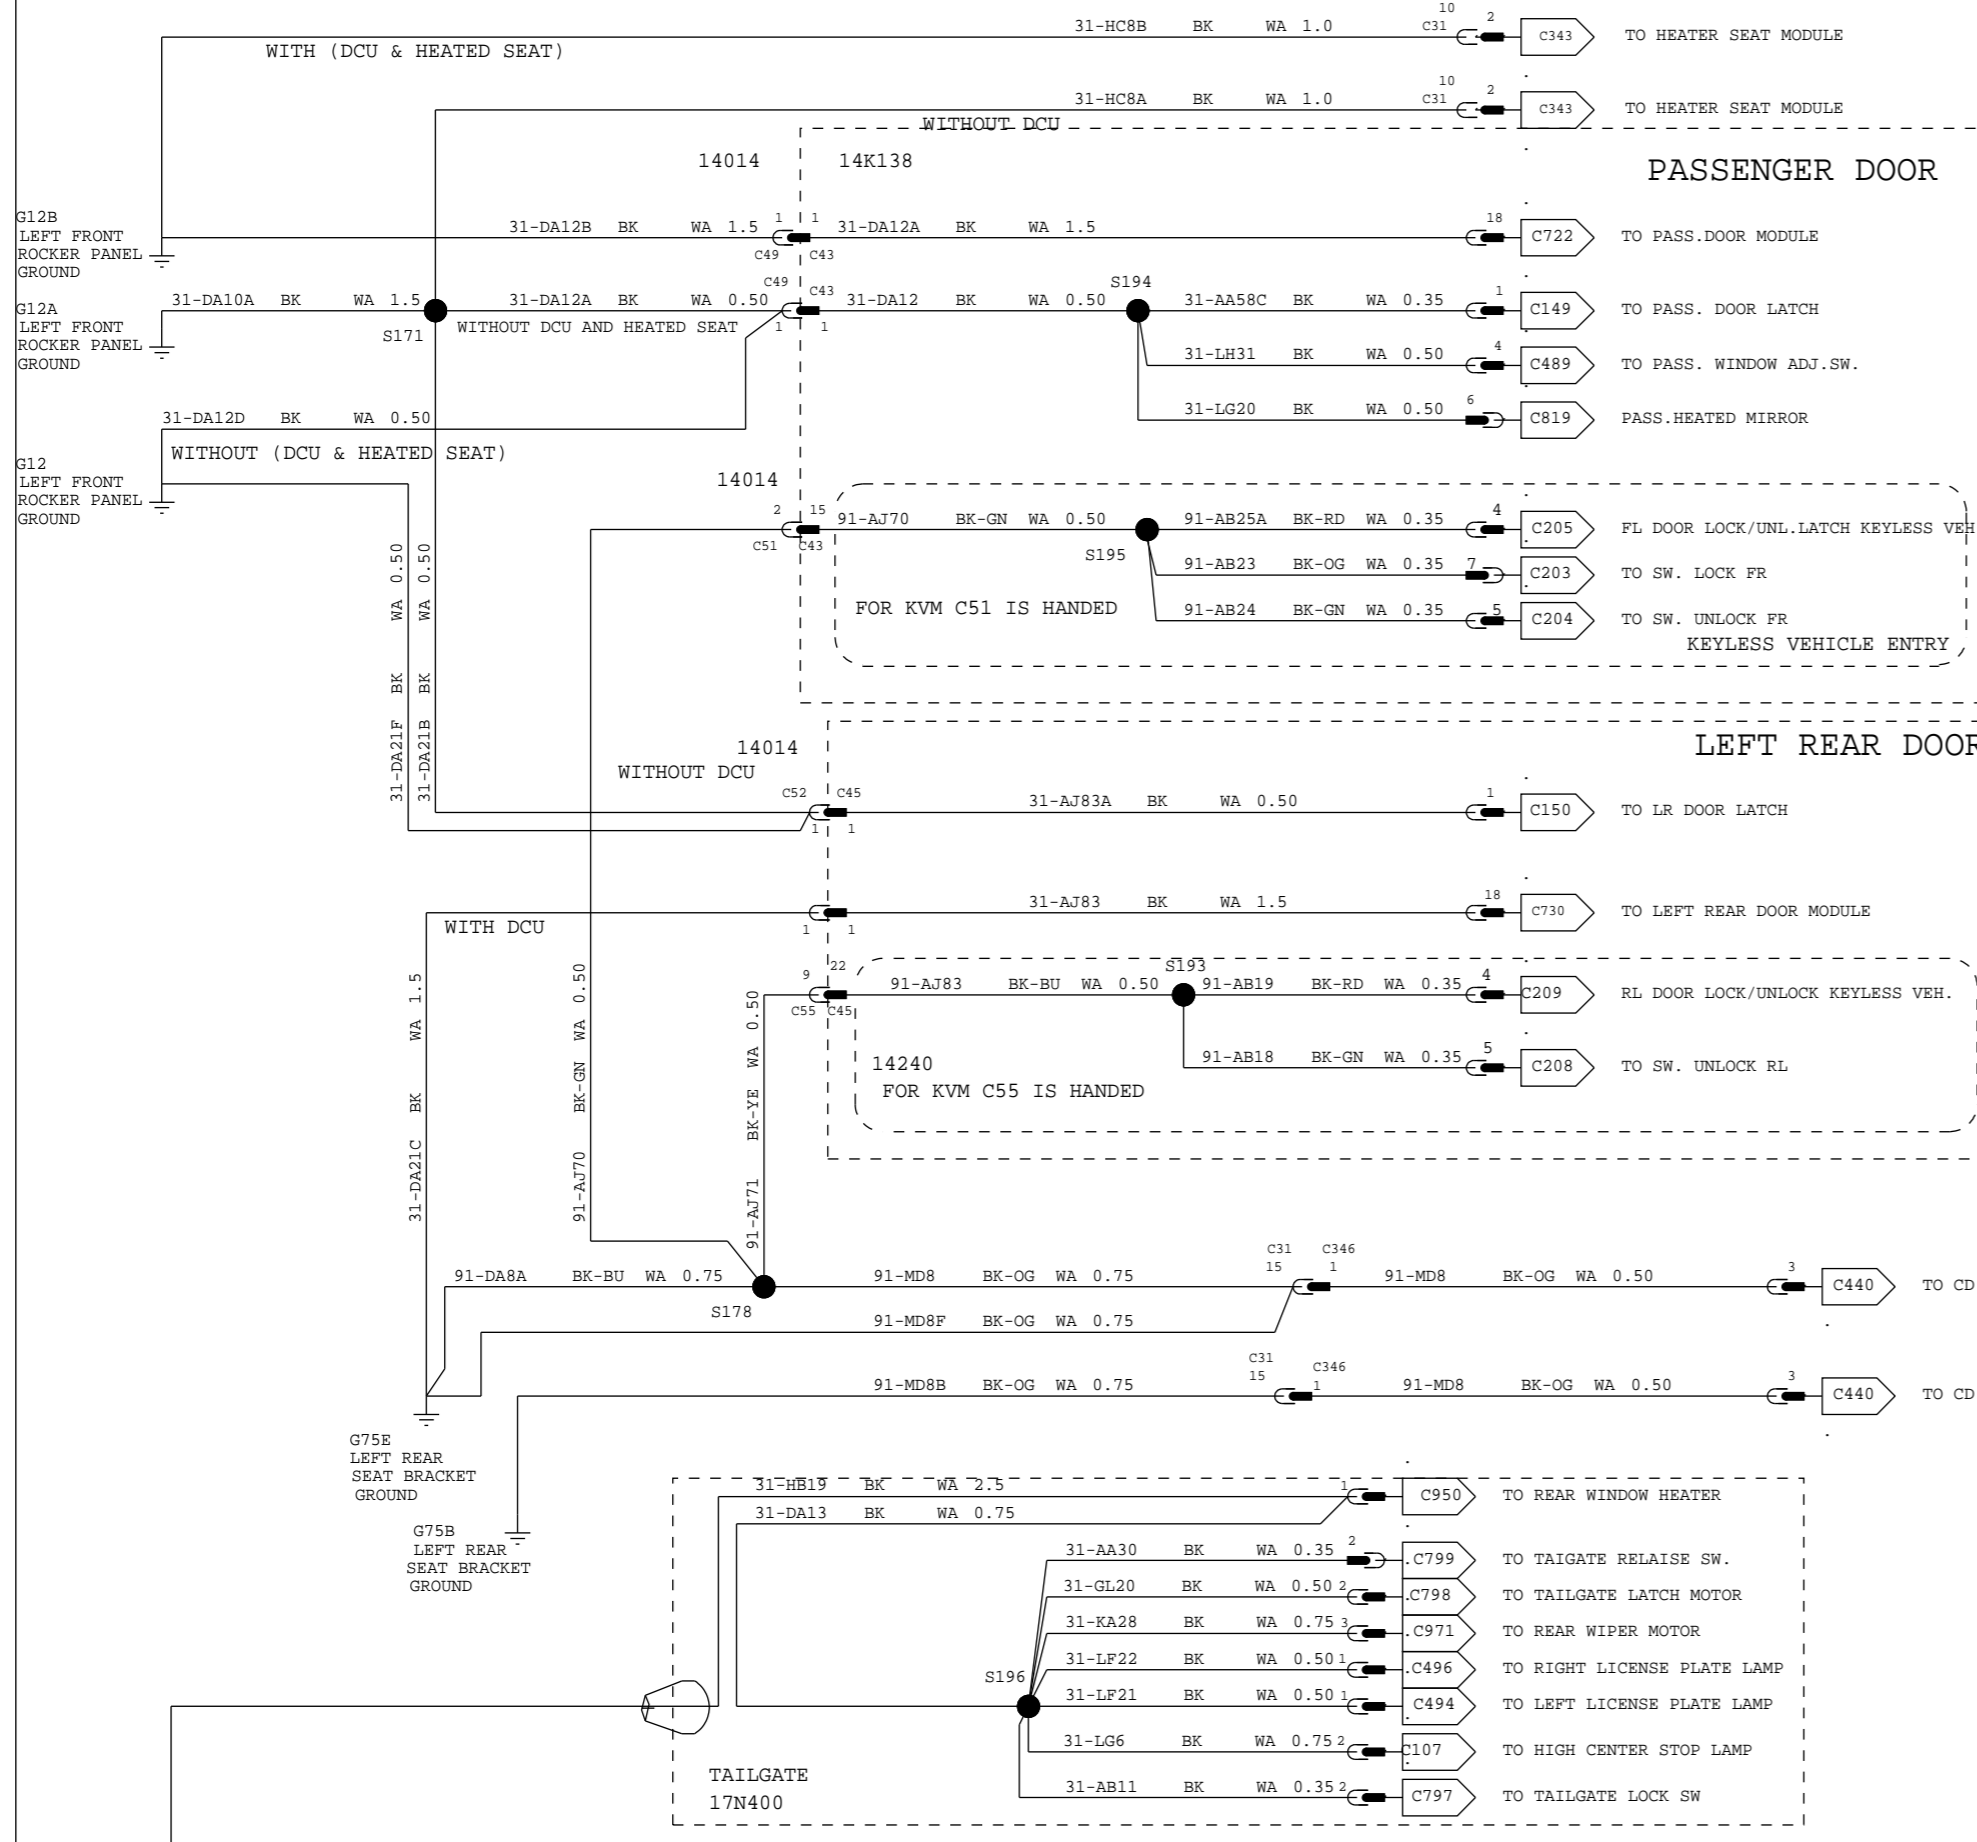 31-HC8B BK WA 1.0 10 C31 2 C343 TO HEATER SEAT MODULE
WITH (DCU & HEATED SEAT)
31-HC8A BK WA 1.0 10 C31 2 C343 TO HEATER SEAT MODULE
WITHOUT DCU
14014 14K138
PASSENGER DOOR
G12B
LEFT FRONT
ROCKER PANEL
GROUND
31-DA12B BK WA 1.5 1 1 31-DA12A BK WA 1.5 18 C722 TO PASS.DOOR MODULE
C49 C43
G12A
LEFT FRONT
ROCKER PANEL
GROUND
31-DA10A BK WA 1.5 31-DA12A BK WA 0.50 C49 C43 31-DA12 BK WA 0.50 S194 31-AA58C BK WA 0.35 1 C149 TO PASS. DOOR LATCH
S171 WITHOUT DCU AND HEATED SEAT 1 1
31-LH31 BK WA 0.50 4 C489 TO PASS. WINDOW ADJ.SW.
31-DA12D BK WA 0.50
31-LG20 BK WA 0.50 6 C819 PASS.HEATED MIRROR
WITHOUT (DCU & HEATED SEAT)
G12
LEFT FRONT
ROCKER PANEL
GROUND
14014
2 15 91-AJ70 BK-GN WA 0.50 91-AB25A BK-RD WA 0.35 4 C205 FL DOOR LOCK/UNL.LATCH KEYLESS VEH
C51 C43 S195
91-AB23 BK-OG WA 0.35 7 C203 TO SW. LOCK FR
FOR KVM C51 IS HANDED 91-AB24 BK-GN WA 0.35 5 C204 TO SW. UNLOCK FR
KEYLESS VEHICLE ENTRY
31-DA21F BK WA 0.50
31-DA21B BK WA 0.50
14014 LEFT REAR DOOR
WITHOUT DCU
C52 C45 31-AJ83A BK WA 0.50 1 C150 TO LR DOOR LATCH
1 1
31-AJ83 BK WA 1.5 18 C730 TO LEFT REAR DOOR MODULE
WITH DCU 1 1
9 22 91-AJ83 BK-BU WA 0.50 S193 91-AB19 BK-RD WA 0.35 4 C209 RL DOOR LOCK/UNLOCK KEYLESS VEH.
C55 C45
14240 91-AB18 BK-GN WA 0.35 5 C208 TO SW. UNLOCK RL
FOR KVM C55 IS HANDED
31-DA21C BK WA 1.5
91-AJ70 BK-GN WA 0.50
91-AJ71 BK-YE WA 0.50
C31 C346
91-DA8A BK-BU WA 0.75 91-MD8 BK-OG WA 0.75 15 1 91-MD8 BK-OG WA 0.50 3 C440 TO CD
S178 91-MD8F BK-OG WA 0.75
C31 C346
91-MD8B BK-OG WA 0.75 15 1 91-MD8 BK-OG WA 0.50 3 C440 TO CD
G75E
LEFT REAR
SEAT BRACKET
GROUND
G75B
LEFT REAR
SEAT BRACKET
GROUND
31-HB19 BK WA 2.5 1 C950 TO REAR WINDOW HEATER
31-DA13 BK WA 0.75
31-AA30 BK WA 0.35 2 .C799 TO TAIGATE RELAISE SW.
31-GL20 BK WA 0.50 2 .C798 TO TAILGATE LATCH MOTOR
31-KA28 BK WA 0.75 3 .C971 TO REAR WIPER MOTOR
S196 31-LF22 BK WA 0.50 1 .C496 TO RIGHT LICENSE PLATE LAMP
31-LF21 BK WA 0.50 1 C494 TO LEFT LICENSE PLATE LAMP
31-LG6 BK WA 0.75 2 C107 TO HIGH CENTER STOP LAMP
TAILGATE
17N400
31-AB11 BK WA 0.35 2 C797 TO TAILGATE LOCK SW